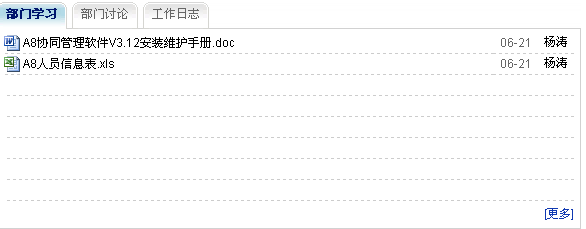 部门学习 部门讨论 工作日志
A8协同管理软件V3.12安装維护手册.doc 06-21 杨涛
A8人员信息表.xls 06-21 杨涛
[更多]